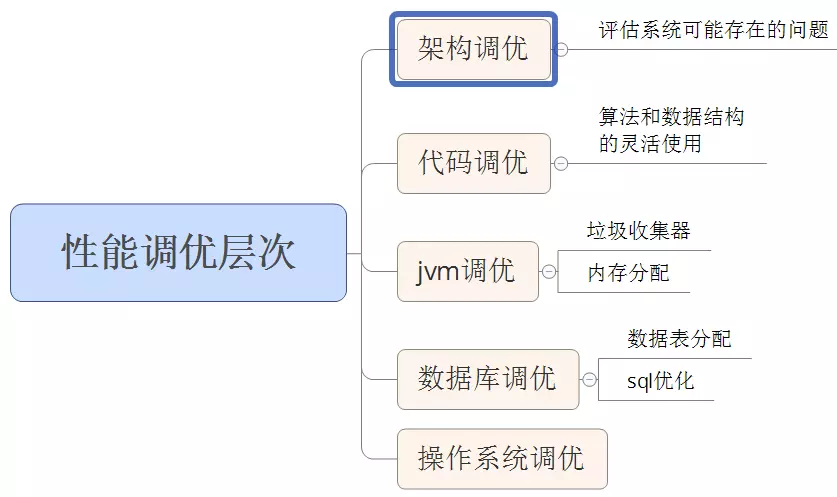 性能调优层次
架构调优
评估系统可能存在的问题
代码调优
算法和数据结构
的灵活使用
jvm调优
垃圾收集器
内存分配
数据库调优
数据表分配
sql优化
操作系统调优